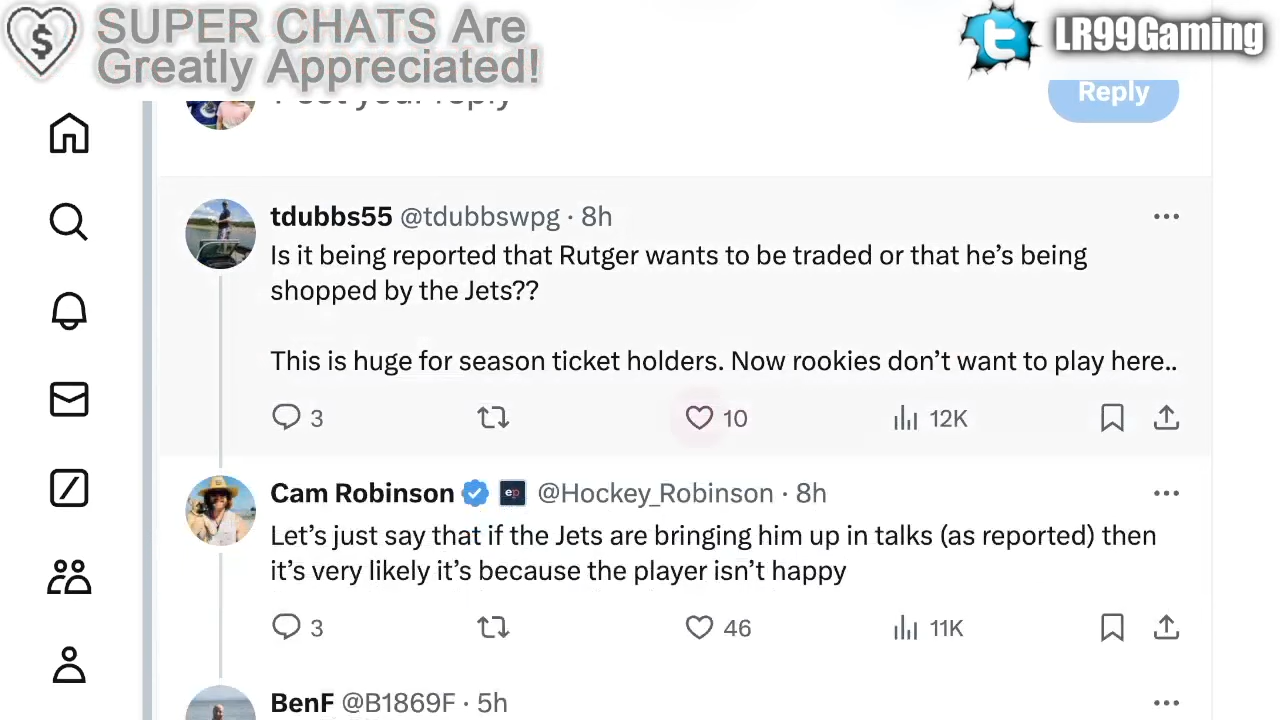 SUPER CHATS Are
Greatly Appreciated!
LR99Gaming
Post your reply
Reply
tdubbs55 @tdubbswpg · 8h
Is it being reported that Rutger wants to be traded or that he’s being
shopped by the Jets??
This is huge for season ticket holders. Now rookies don’t want to play here..
3 10 12K
Cam Robinson ep @Hockey_Robinson · 8h
Let’s just say that if the Jets are bringing him up in talks (as reported) then
it’s very likely it’s because the player isn’t happy
3 46 11K
BenF @B1869F · 5h